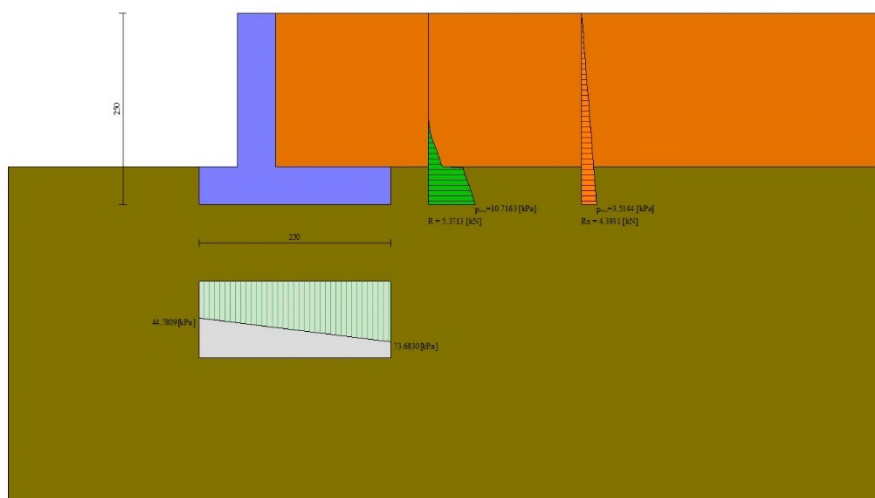 250
p    =10.7163 [kPa]
R = 5.3713 [kN]
p    =3.5144 [kPa]
Rs = 4.3931 [kN]
250
44.7809[kPa]
73.6830[kPa]